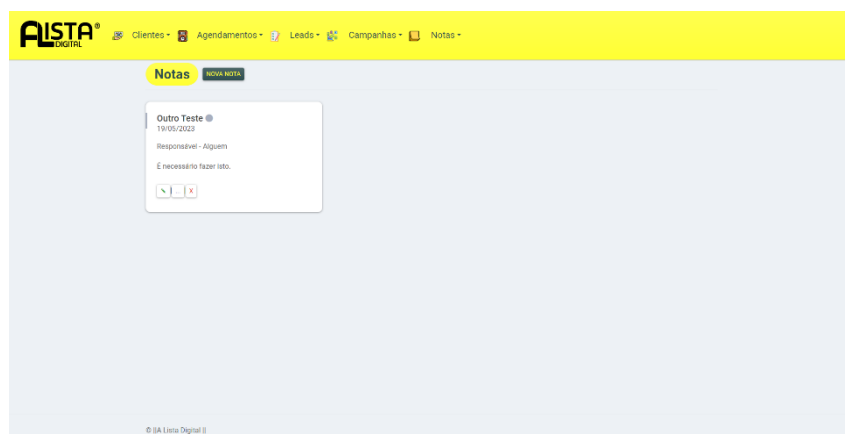 ALISTA®
DIGITAL
Clientes Agendamentos Leads Campanhas Notas
Notas NOVA NOTA
Outro Teste
19/05/2023
Responsável - Alguem
É necessário fazer isto.
... X
© ||A Lista Digital ||